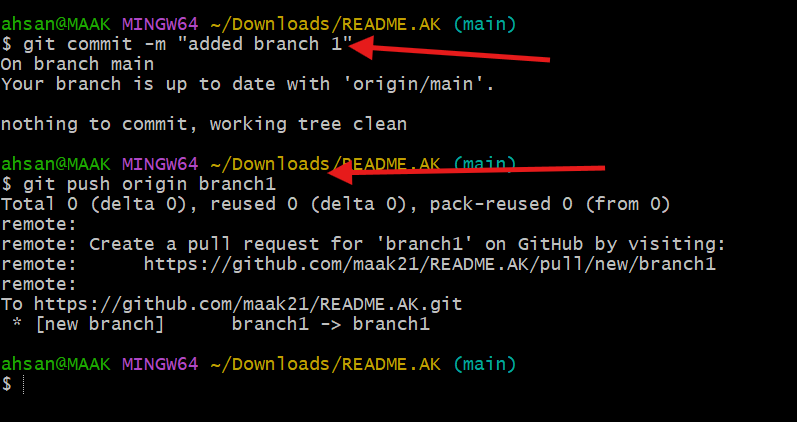 ahsan@MAAK MINGW64 ~/Downloads/README.AK (main)
$ git commit -m "added branch 1"
On branch main
Your branch is up to date with 'origin/main'.
nothing to commit, working tree clean
ahsan@MAAK MINGW64 ~/Downloads/README.AK (main)
$ git push origin branch1
Total 0 (delta 0), reused 0 (delta 0), pack-reused 0 (from 0)
remote:
remote: Create a pull request for 'branch1' on GitHub by visiting:
remote:      https://github.com/maak21/README.AK/pull/new/branch1
remote:
To https://github.com/maak21/README.AK.git
 * [new branch]      branch1 -> branch1
ahsan@MAAK MINGW64 ~/Downloads/README.AK (main)
$